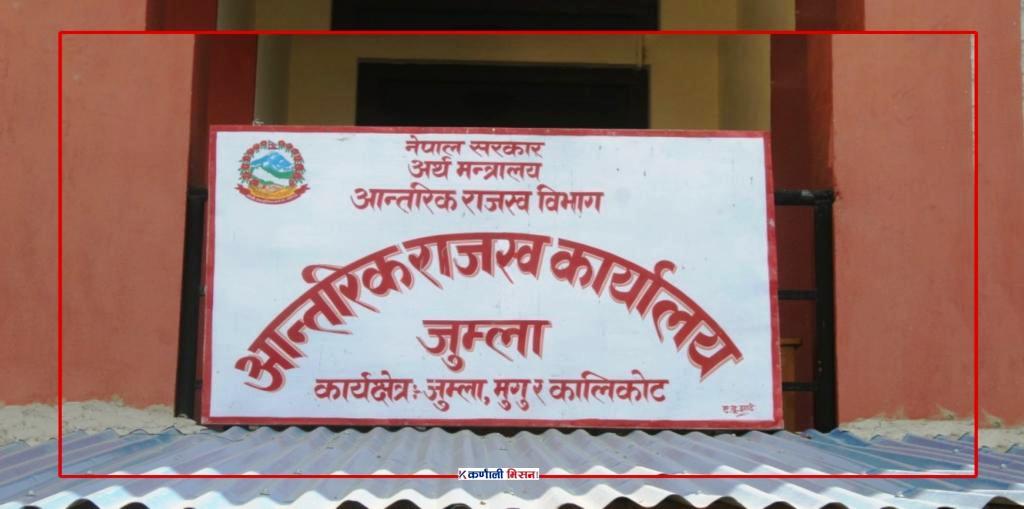 नेपाल सरकार
अर्थ मन्त्रालय
आन्तरिक राजस्व विभाग
आन्तरिक राजस्व कार्यालय
जुम्ला
कार्यक्षेत्रः- जुम्ला, मुगु र कालिकोट
कर्णाली मिसन